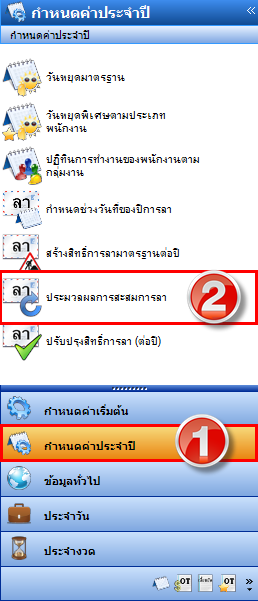 กำหนดค่าประจำปี
กำหนดค่าประจำปี
วันหยุดมาตรฐาน
วันหยุดพิเศษตามประเภท
พนักงาน
ปฏิทินการทำงานของพนักงานตาม
กลุ่มงาน
ลา
กำหนดช่วงวันที่ของปีการลา
ลา
สร้างสิทธิ์การลามาตรฐานต่อปี
ลา
ประมวลผลการสะสมการลา
2
ลา
ปรับปรุงสิทธิ์การลา (ต่อปี)
กำหนดค่าเริ่มต้น
กำหนดค่าประจำปี
1
ข้อมูลทั่วไป
ประจำวัน
ประจำงวด
OT
OT